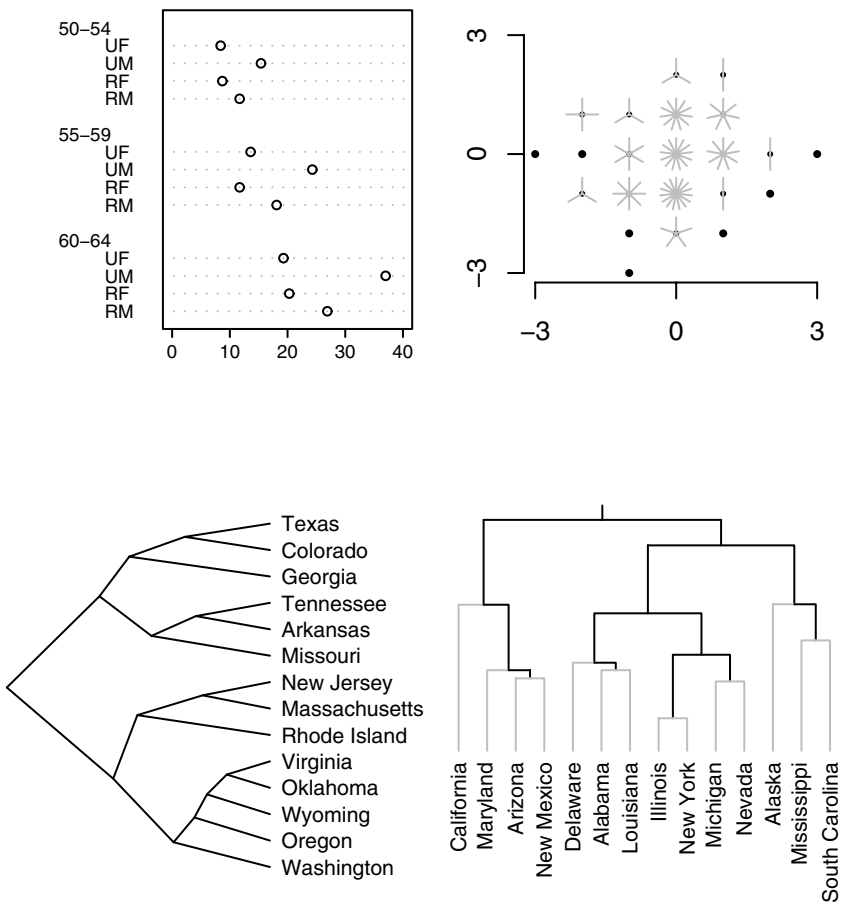 50–54
UF
UM
RF
RM
55–59
UF
UM
RF
RM
60–64
UF
UM
RF
RM
0 10 20 30 40
3
0
−3
−3 0 3
Texas
Colorado
Georgia
Tennessee
Arkansas
Missouri
New Jersey
Massachusetts
Rhode Island
Virginia
Oklahoma
Wyoming
Oregon
Washington
California
Maryland
Arizona
New Mexico
Delaware
Alabama
Louisiana
Illinois
New York
Michigan
Nevada
Alaska
Mississippi
South Carolina